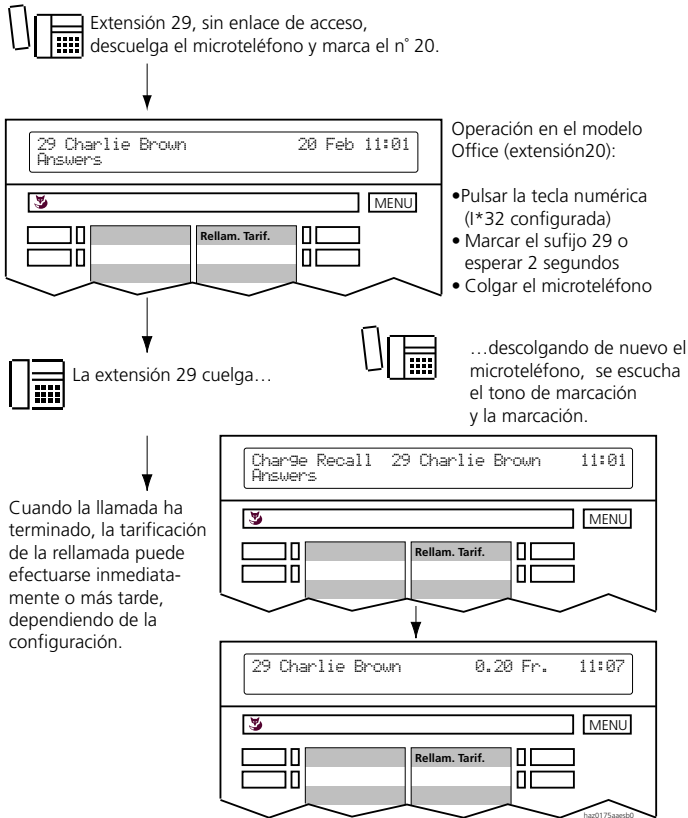 Extensión 29, sin enlace de acceso,
descuelga el microteléfono y marca el n° 20.
29 Charlie Brown 20 Feb 11:01
Answers
MENU
Rellam. Tarif.
Operación en el modelo
Office (extensión20):
•Pulsar la tecla numérica
(I*32 configurada)
• Marcar el sufijo 29 o
esperar 2 segundos
• Colgar el microteléfono
La extensión 29 cuelga…
…descolgando de nuevo el
microteléfono, se escucha
el tono de marcación
y la marcación.
Charge Recall 29 Charlie Brown 11:01
Answers
MENU
Rellam. Tarif.
Cuando la llamada ha
terminado, la tarificación
de la rellamada puede
efectuarse inmediata-
mente o más tarde,
dependiendo de la
configuración.
29 Charlie Brown 0.20 Fr. 11:07
MENU
Rellam. Tarif.
haz0175aaesb0